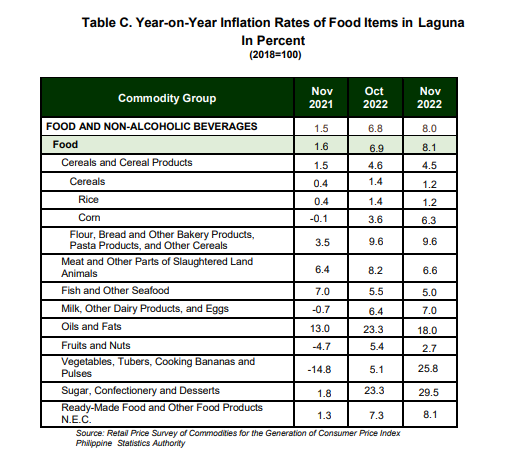 Table C. Year-on-Year Inflation Rates of Food Items in Laguna
In Percent
(2018=100)
Commodity Group Nov 2021 Oct 2022 Nov 2022
FOOD AND NON-ALCOHOLIC BEVERAGES 1.5 6.8 8.0
Food 1.6 6.9 8.1
Cereals and Cereal Products 1.5 4.6 4.5
Cereals 0.4 1.4 1.2
Rice 0.4 1.4 1.2
Corn -0.1 3.6 6.3
Flour, Bread and Other Bakery Products,
Pasta Products, and Other Cereals 3.5 9.6 9.6
Meat and Other Parts of Slaughtered Land
Animals 6.4 8.2 6.6
Fish and Other Seafood 7.0 5.5 5.0
Milk, Other Dairy Products, and Eggs -0.7 6.4 7.0
Oils and Fats 13.0 23.3 18.0
Fruits and Nuts -4.7 5.4 2.7
Vegetables, Tubers, Cooking Bananas and
Pulses -14.8 5.1 25.8
Sugar, Confectionery and Desserts 1.8 23.3 29.5
Ready-Made Food and Other Food Products
N.E.C. 1.3 7.3 8.1
Source: Retail Price Survey of Commodities for the Generation of Consumer Price Index
Philippine Statistics Authority